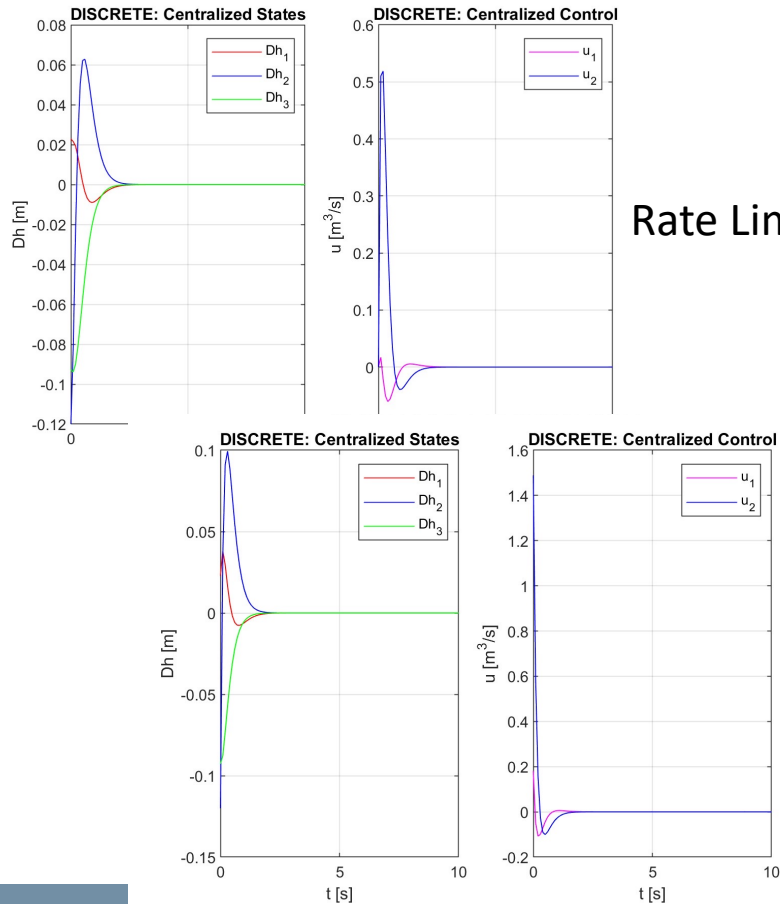 DISCRETE: Centralized States
0.08
0.06
0.04
0.02
0
-0.02
-0.04
-0.06
-0.08
-0.1
-0.12
0
Dh [m]
Dh1
Dh2
Dh3
DISCRETE: Centralized Control
0.6
0.5
0.4
0.3
0.2
0.1
0
u [m3/s]
u1
u2
Rate
DISCRETE: Centralized States
0.1
0.05
0
-0.05
-0.1
-0.15
0 5 10
Dh [m]
t [s]
Dh1
Dh2
Dh3
DISCRETE: Centralized Control
1.6
1.4
1.2
1
0.8
0.6
0.4
0.2
0
-0.2
0 5 10
u [m3/s]
t [s]
u1
u2